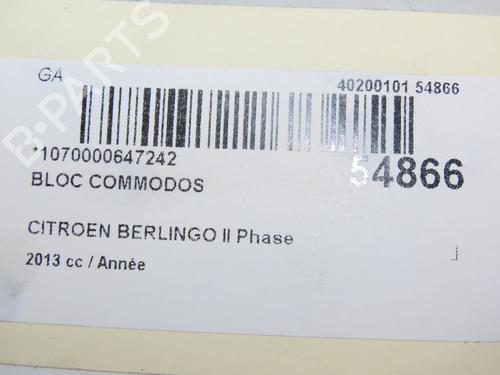 GA
40200101 54866
*1070000647242
54866
BLOC COMMODOS
CITROEN BERLINGO II Phase
2013 cc / Année
B-PARTS